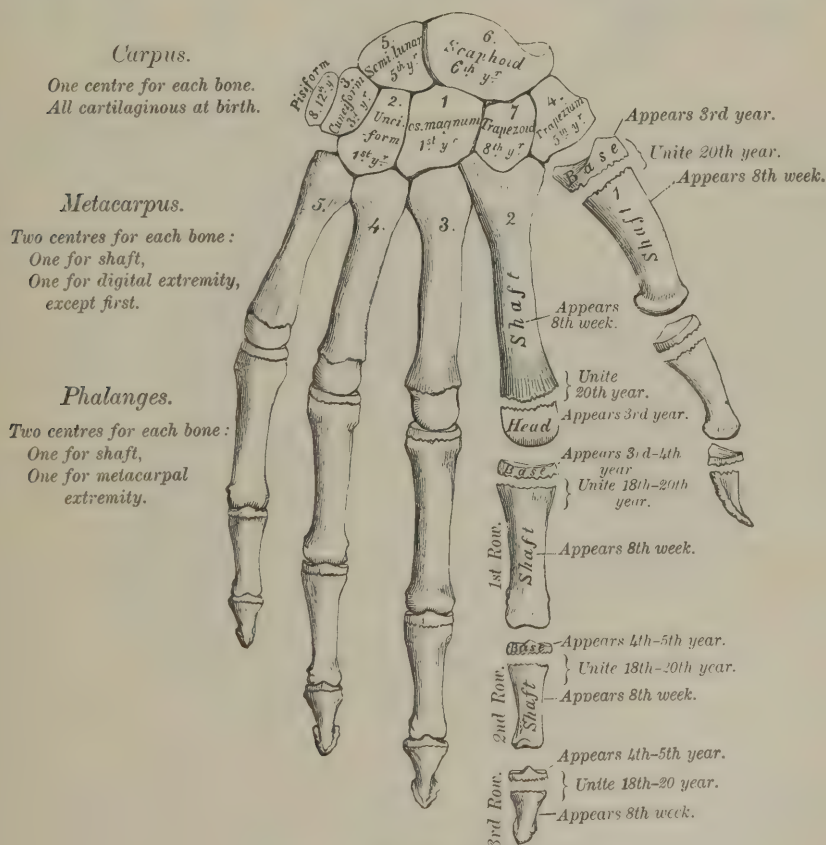 Carpus.
One centre for each bone.
All cartilaginous at birth.
Pisiform
8.-12th y.
3.
Cuneiform
3rd yr.
5.
Semilunar
5th yr.
6.
Scaphoid
6th yr.
2.
Unci-
form
1st yr.
1
os.magnum
1st yr
7
Trapezoid
8th yr.
4.
Trapezium
5th yr.
Base
Appears 3rd year.
Unite 20th year.
Appears 8th week.
1
Shaft
Metacarpus.
Two centres for each bone:
One for shaft,
One for digital extremity,
except first.
5.
4.
3.
2
Shaft
Appears
8th week.
Unite
20th year.
Head
Appears 3rd year.
Phalanges.
Two centres for each bone:
One for shaft,
One for metacarpal
extremity.
Base
Appears 3rd-4th
year
Unite 18th-20th
year.
1st Row.
Shaft
Appears 8th week.
Base
Appears 4th-5th year.
Unite 18th-20th year.
2nd Row.
Shaft
Appears 8th week.
Appears 4th-5th year.
Unite 18th-20 year.
3rd Row.
Appears 8th week.